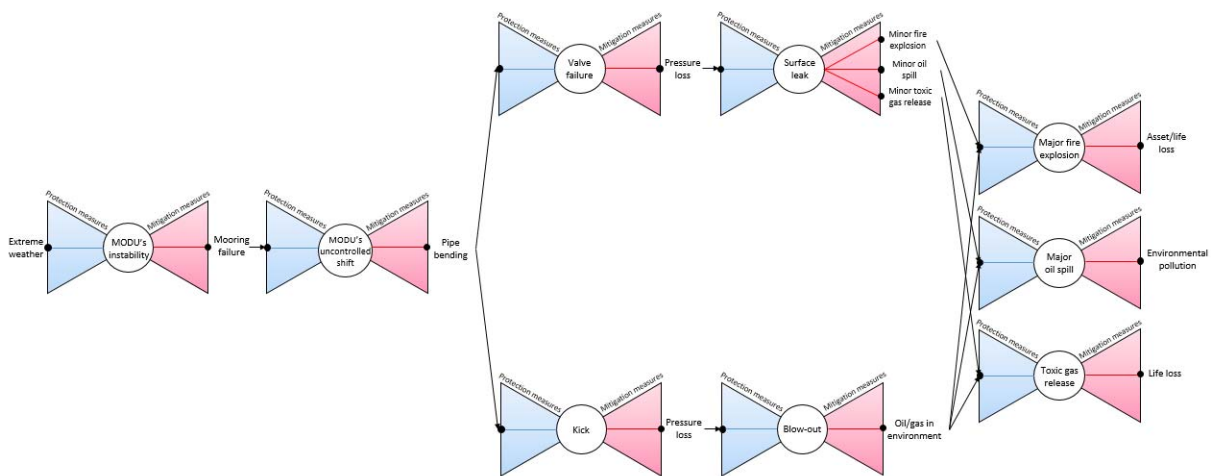 Extreme
weather
Protection measures
MODU's
instability
Mitigation measures
Mooring
failure
Protection measures
MODU's
uncontrolled
shift
Mitigation measures
Pipe
bending
Protection measures
Valve
failure
Mitigation measures
Pressure
loss
Protection measures
Surface
leak
Mitigation measures
Minor fire
explosion
Minor oil
spill
Minor toxic
gas release
Protection measures
Kick
Mitigation measures
Pressure
loss
Protection measures
Blow-out
Mitigation measures
Oil/gas in
environment
Protection measures
Major fire
explosion
Mitigation measures
Asset/life
loss
Protection measures
Major
oil spill
Mitigation measures
Environmental
pollution
Protection measures
Toxic gas
release
Mitigation measures
Life loss